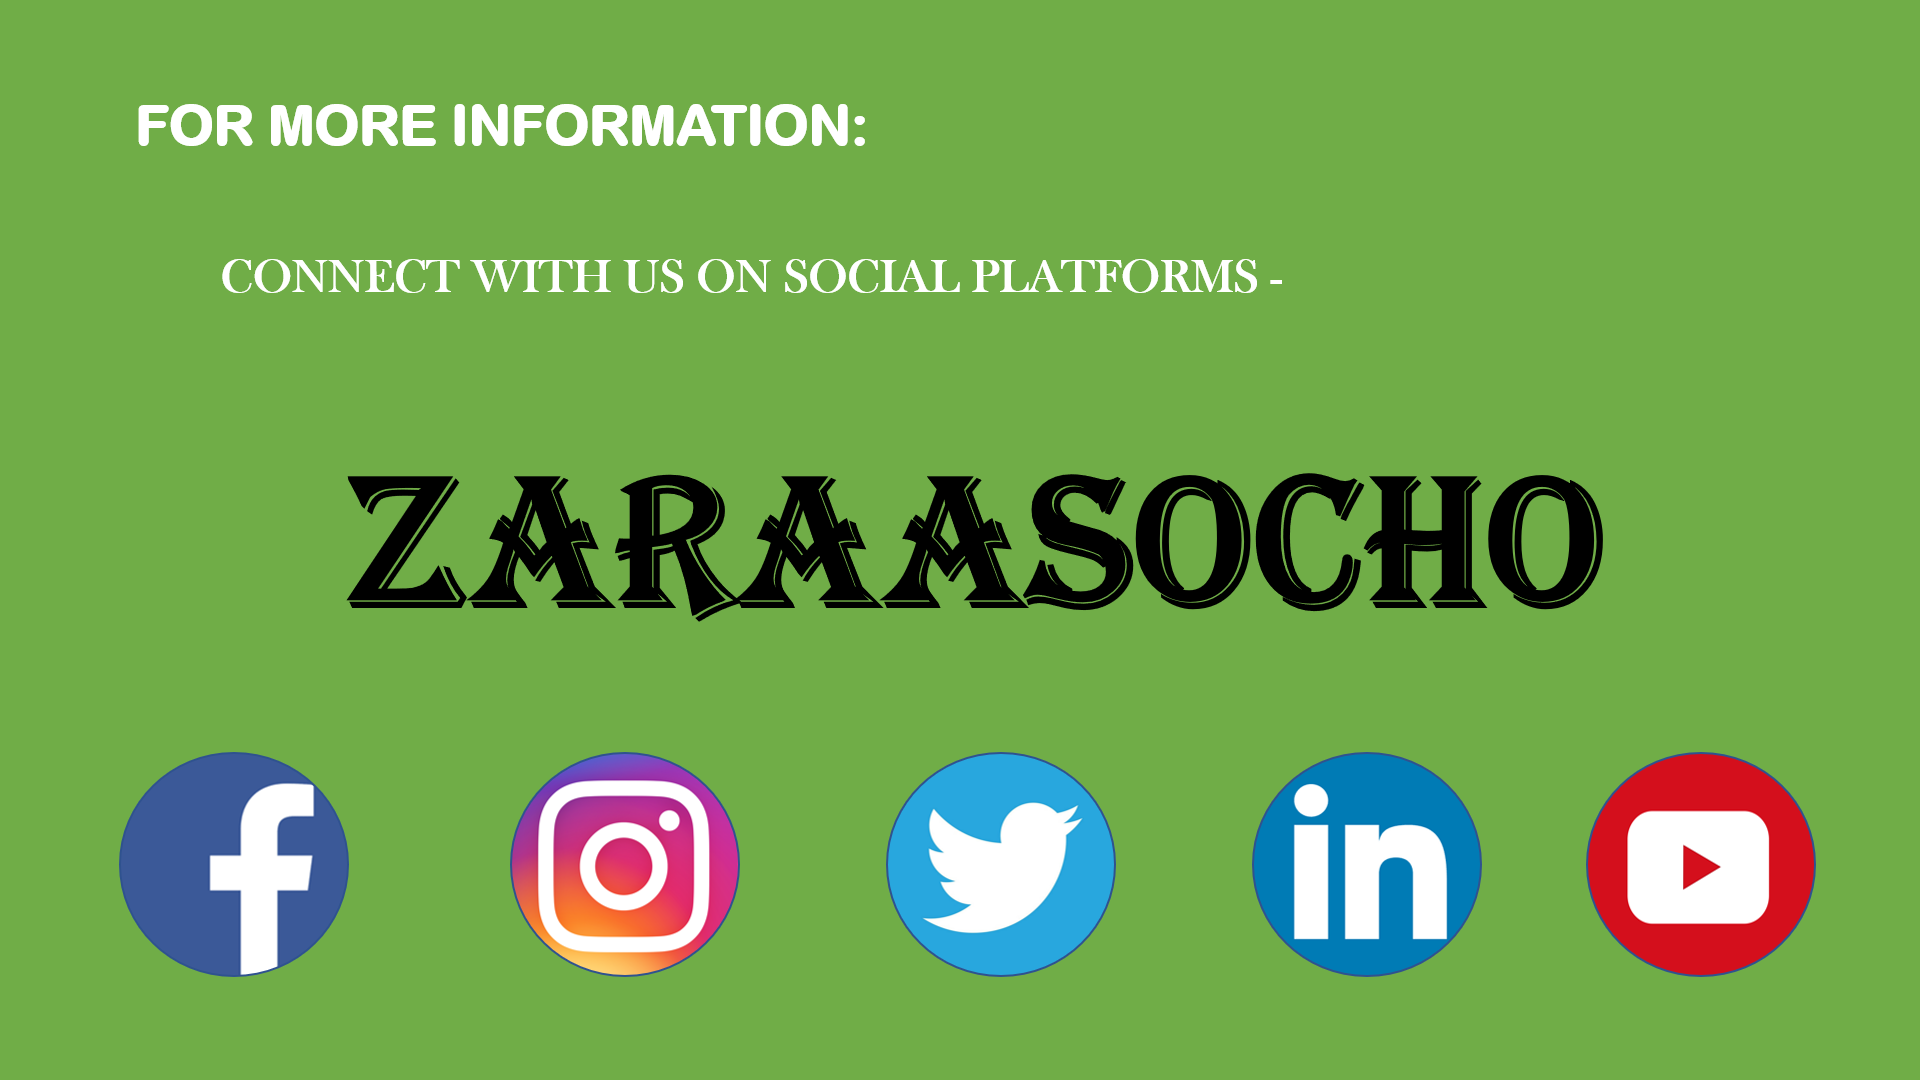 FOR MORE INFORMATION:
CONNECT WITH US ON SOCIAL PLATFORMS -
ZARAASOCHO
f
in